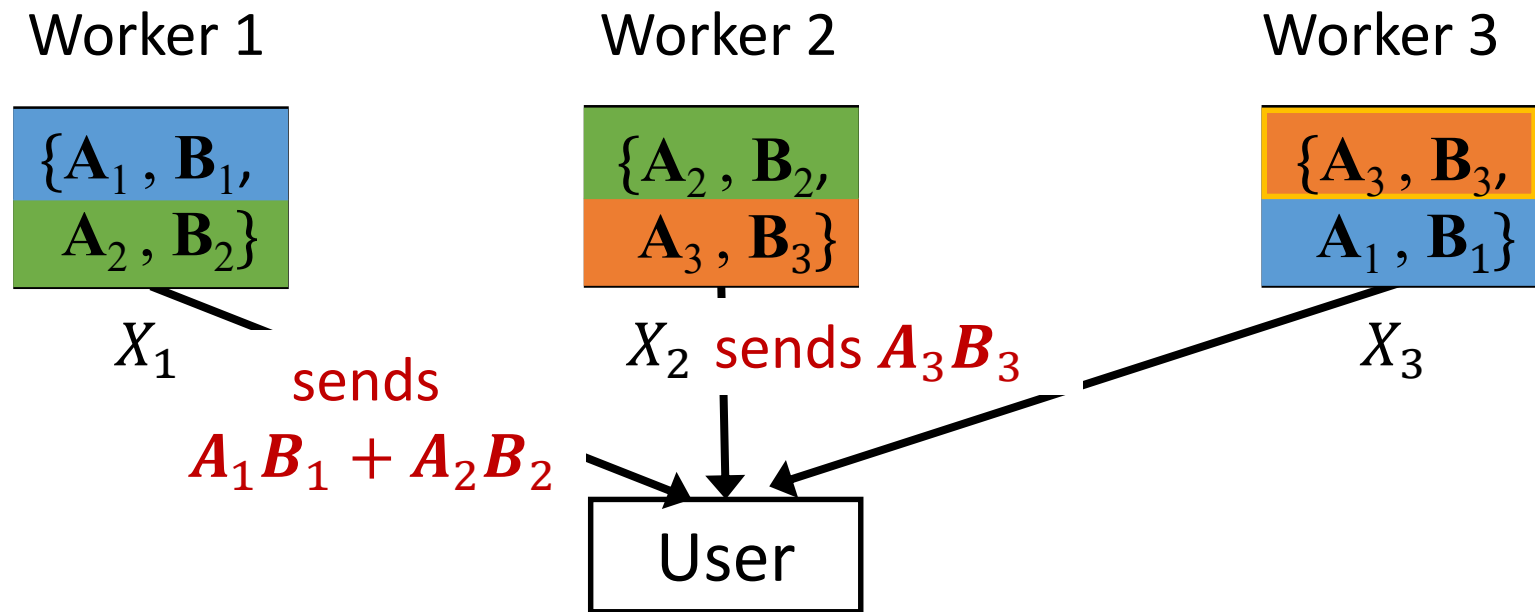 Worker 1
Worker 2
Worker 3
{A₁ , B₁,
A₂ , B₂}
{A₂ , B₂,
A₃ , B₃}
{A₃ , B₃,
A₁ , B₁}
X₁
X₂
X₃
sends
A₁B₁ + A₂B₂
sends A₃B₃
User